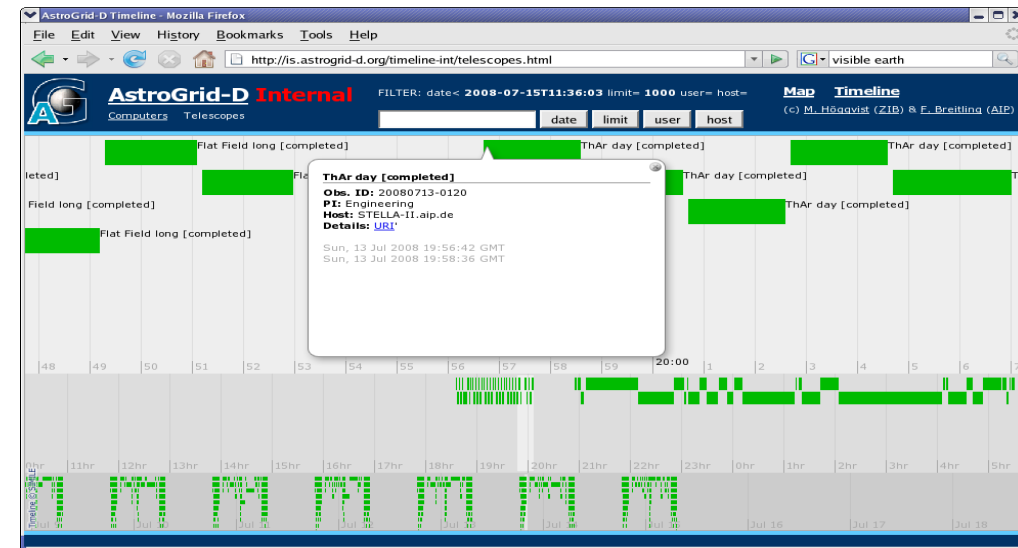 AstroGrid-D Timeline - Mozilla Firefox
File Edit View History Bookmarks Tools Help
http://is.astrogrid-d.org/timeline-int/telescopes.html
G visible earth
AG
AstroGrid-D Internal
FILTER: date< 2008-07-15T11:36:03 limit= 1000 user= host=
Map Timeline
Computers Telescopes
date limit user host
(c) M. Högqvist (ZIB) & F. Breitling (AIP)
Flat Field long [completed]
ThAr day [completed]
ThAr day [completed]
leted]
Fla
ThAr day [completed]
T
Field long [completed]
ThAr day [completed]
Flat Field long [completed]
ThAr day [completed]
Obs. ID: 20080713-0120
PI: Engineering
Host: STELLA-II.aip.de
Details: URI'
Sun, 13 Jul 2008 19:56:42 GMT
Sun, 13 Jul 2008 19:58:36 GMT
48 49 50 51 52 53 54 55 56 57 58 59 20:00 1 2 3 4 5 6 7
0hr 11hr 12hr 13hr 14hr 15hr 16hr 17hr 18hr 19hr 20hr 21hr 22hr 23hr 0hr 1hr 2hr 3hr 4hr 5hr
Timeline © SIMILE
Jul 16 Jul 17 Jul 18